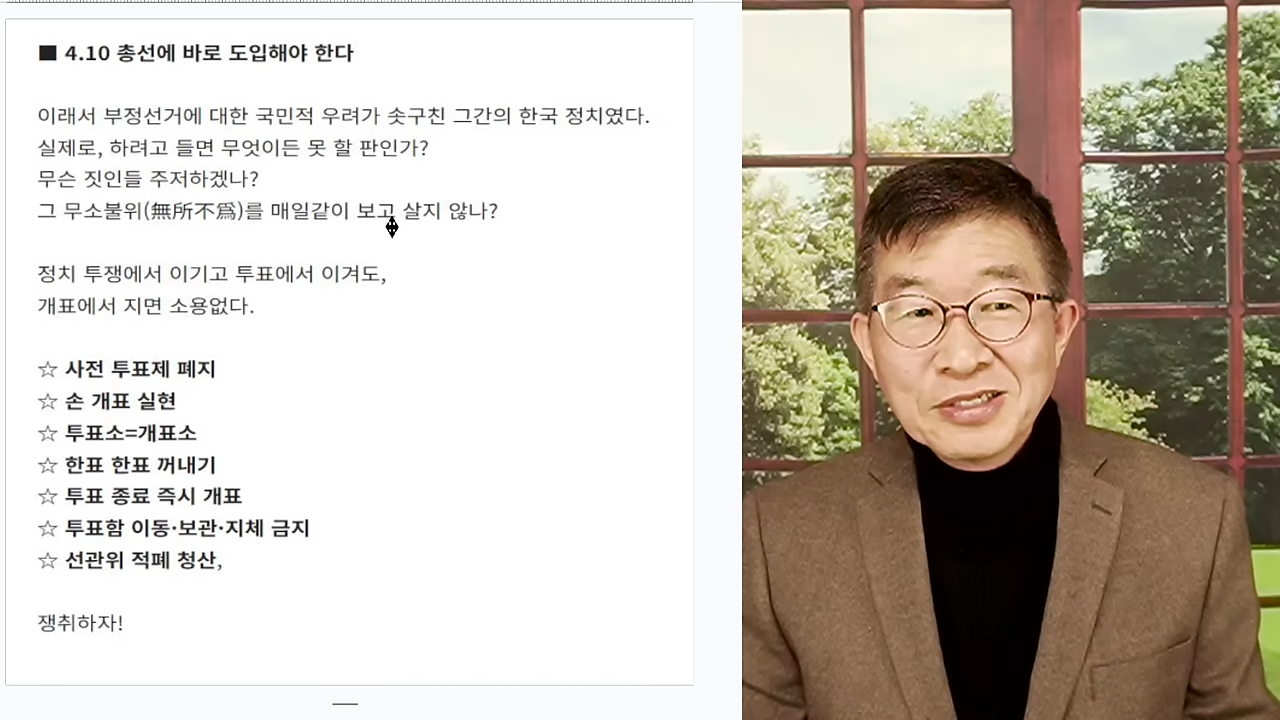 ■ 4.10 총선에 바로 도입해야 한다
이래서 부정선거에 대한 국민적 우려가 솟구친 그간의 한국 정치였다.
실제로, 하려고 들면 무엇이든 못 할 판인가?
무슨 짓인들 주저하겠나?
그 무소불위(無所不爲)를 매일같이 보고 살지 않나?
정치 투쟁에서 이기고 투표에서 이겨도,
개표에서 지면 소용없다.
☆ 사전 투표제 폐지
☆ 손 개표 실현
☆ 투표소=개표소
☆ 한표 한표 꺼내기
☆ 투표 종료 즉시 개표
☆ 투표함 이동·보관·지체 금지
☆ 선관위 적폐 청산,
쟁취하자!